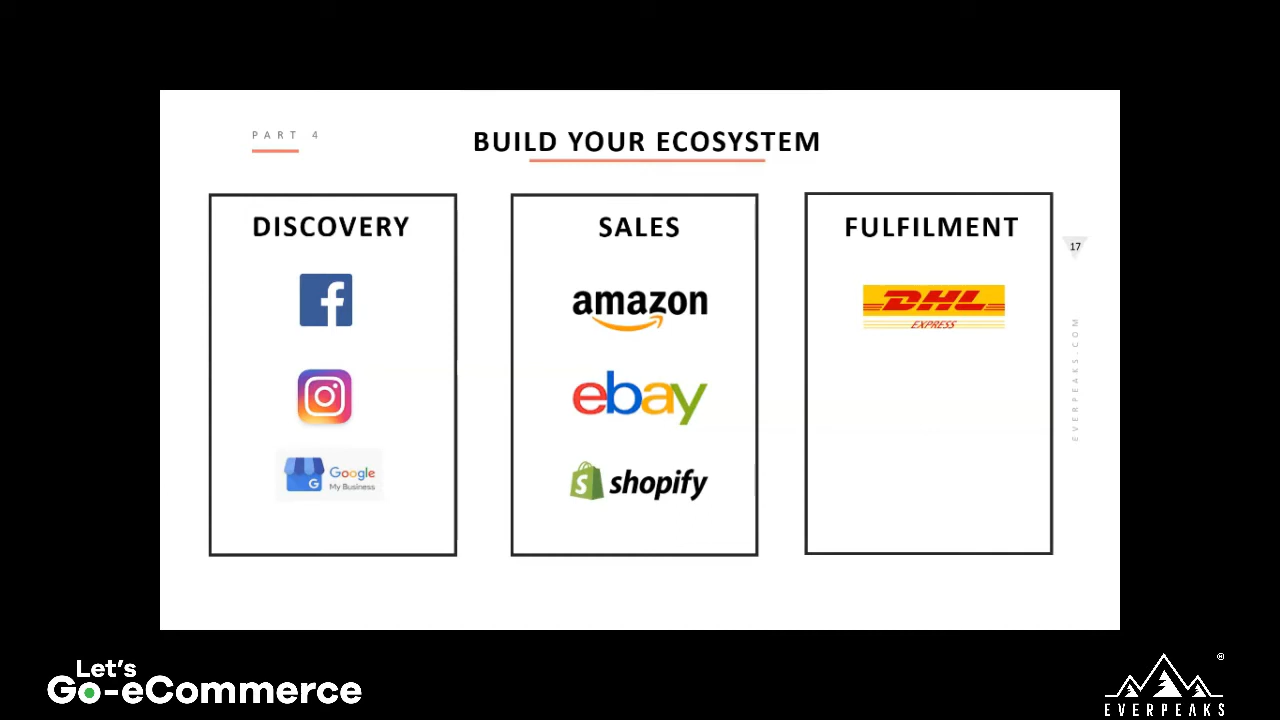 PART 4
BUILD YOUR ECOSYSTEM
DISCOVERY
f
Google
My Business
G
SALES
amazon
ebay
S shopify
FULFILMENT
DHL
EXPRESS
17
EVERPEAKS.COM
Let's
Go-eCommerce
®
EVERPEAKS